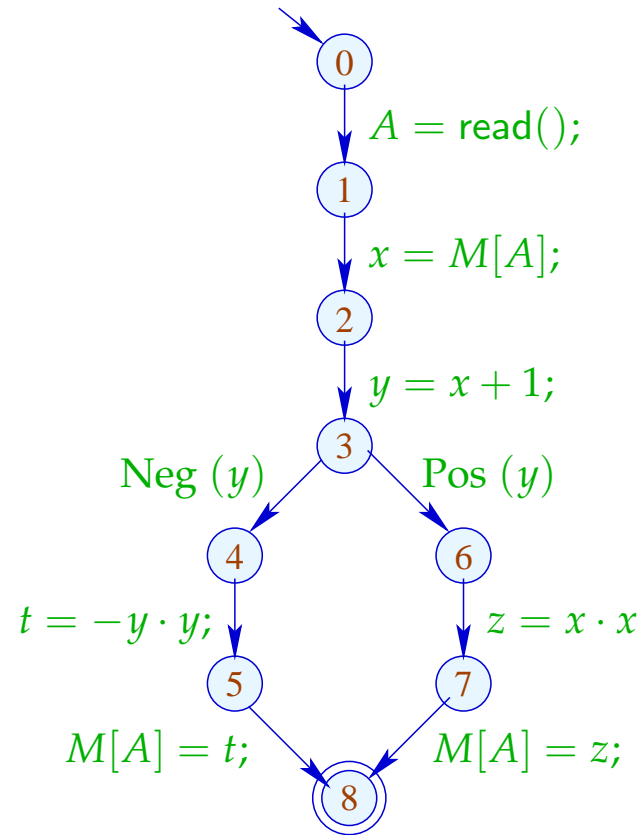 0
A = read();
1
x = M[A];
2
y = x + 1;
3
Neg (y) Pos (y)
4 6
t = −y · y; z = x · x
5 7
M[A] = t; M[A] = z;
8